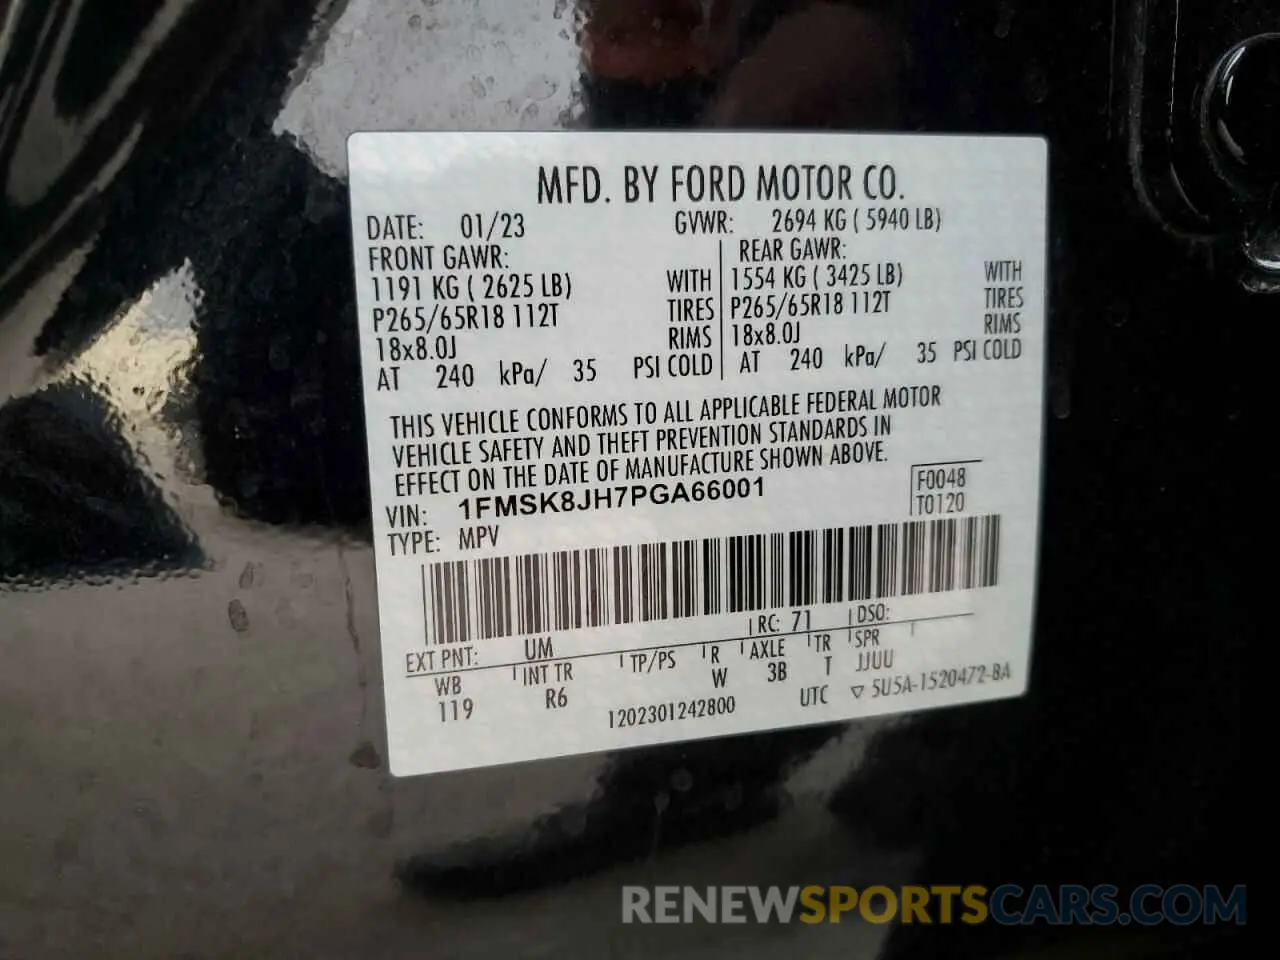 MFD. BY FORD MOTOR CO.
DATE: 01/23 GVWR: 2694 KG ( 5940 LB)
FRONT GAWR: REAR GAWR:
1191 KG ( 2625 LB) WITH 1554 KG ( 3425 LB) WITH
P265/65R18 112T TIRES P265/65R18 112T TIRES
18x8.0J RIMS 18x8.0J RIMS
AT 240 kPa/ 35 PSI COLD AT 240 kPa/ 35 PSI COLD
THIS VEHICLE CONFORMS TO ALL APPLICABLE FEDERAL MOTOR
VEHICLE SAFETY AND THEFT PREVENTION STANDARDS IN
EFFECT ON THE DATE OF MANUFACTURE SHOWN ABOVE.
VIN: 1FMSK8JH7PGA66001 F0048
TYPE: MPV T0120
EXT PNT: UM RC: 71 DSO:
WB INT TR TP/PS R AXLE TR SPR
119 R6 W 3B T JJUU
1202301242800 UTC ▽ 5U5A-1520472-BA
RENEWSPORTSCARS.COM